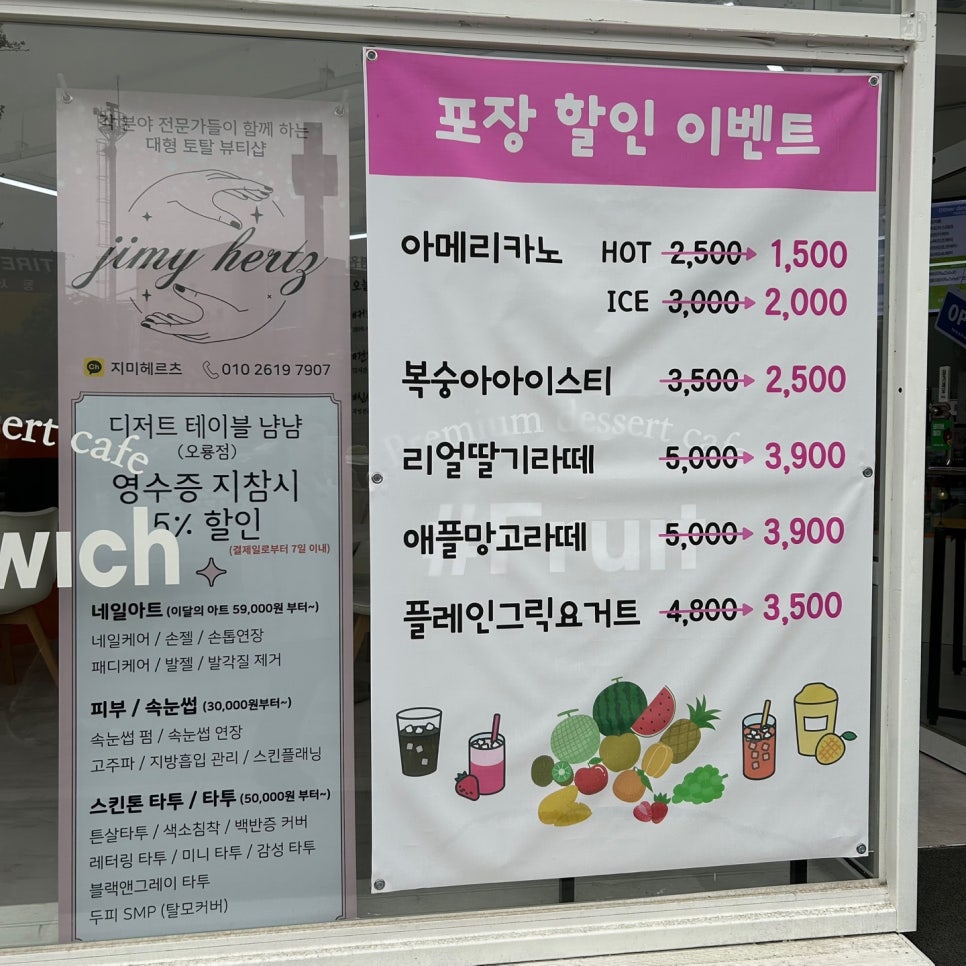 각 분야 전문가들이 함께 하는
대형 토탈 뷰티샵
jimy hertz
Ch 지미헤르츠 010 2619 7907
디저트 테이블 냠냠
(오룡점)
영수증 지참시
5% 할인
(결제일로부터 7일 이내)
네일아트 (이달의 아트 59,000원 부터~)
네일케어 / 손젤 / 손톱연장
패디케어 / 발젤 / 발각질 제거
피부 / 속눈썹 (30,000원부터~)
속눈썹 펌 / 속눈썹 연장
고주파 / 지방흡입 관리 / 스킨플래닝
스킨톤 타투 / 타투 (50,000원 부터~)
튼살타투 / 색소침착 / 백반증 커버
레터링 타투 / 미니 타투 / 감성 타투
블랙앤그레이 타투
두피 SMP (탈모커버)
ert cafe
wich
포장 할인 이벤트
아메리카노 HOT 2,500 1,500
ICE 3,000 2,000
복숭아아이스티 3,500 2,500
리얼딸기라떼 5,000 3,900
애플망고라떼 5,000 3,900
플레인그릭요거트 4,800 3,500
Premium dessert cafe
TIRE
OP